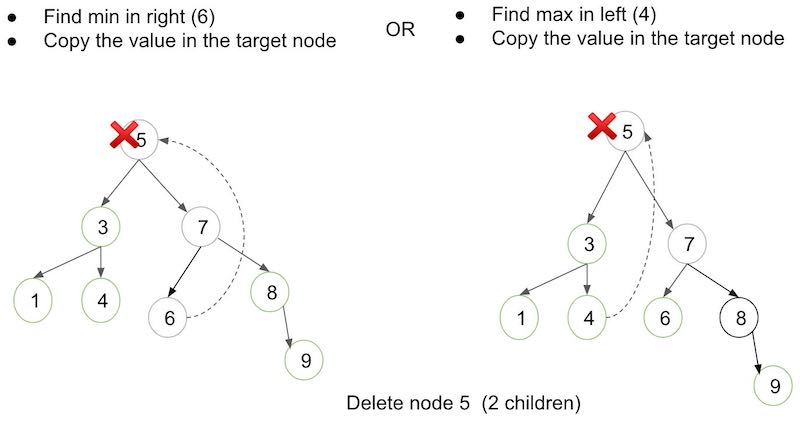 ● Find min in right (6)
● Copy the value in the target node
OR
● Find max in left (4)
● Copy the value in the target node
5
3
7
1
4
6
8
9
5
3
7
1
4
6
8
9
Delete node 5 (2 children)